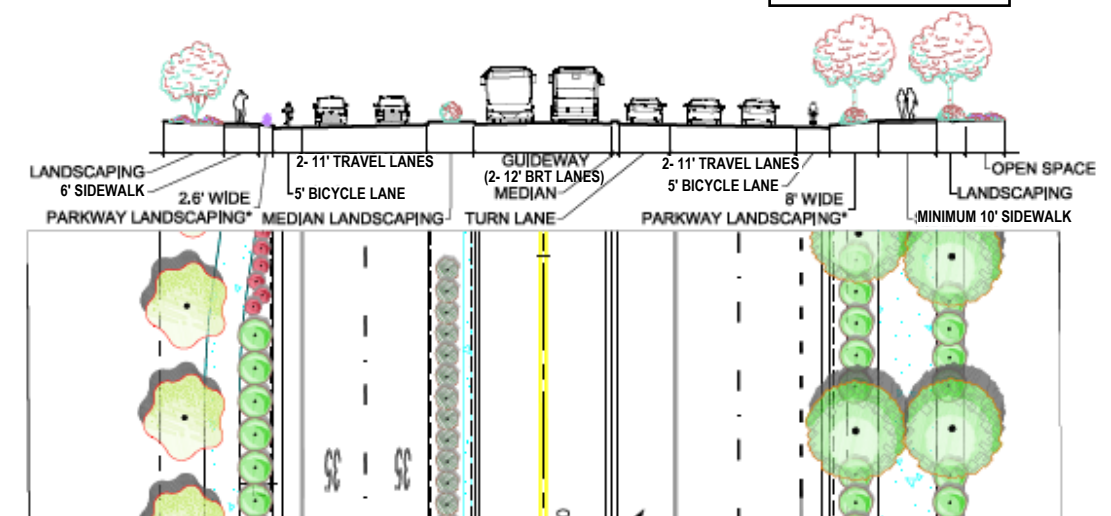 LANDSCAPING
6' SIDEWALK
2.6' WIDE
PARKWAY LANDSCAPING*
2- 11' TRAVEL LANES
5' BICYCLE LANE
MEDIAN LANDSCAPING
GUIDEWAY
(2- 12' BRT LANES)
MEDIAN
TURN LANE
2- 11' TRAVEL LANES
5' BICYCLE LANE
8' WIDE
PARKWAY LANDSCAPING*
OPEN SPACE
LANDSCAPING
MINIMUM 10' SIDEWALK
35
35